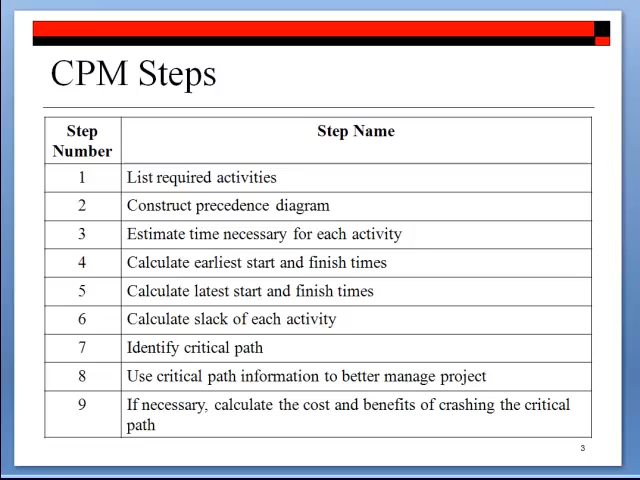 CPM Steps
Step Number Step Name
1 List required activities
2 Construct precedence diagram
3 Estimate time necessary for each activity
4 Calculate earliest start and finish times
5 Calculate latest start and finish times
6 Calculate slack of each activity
7 Identify critical path
8 Use critical path information to better manage project
9 If necessary, calculate the cost and benefits of crashing the critical
path
3